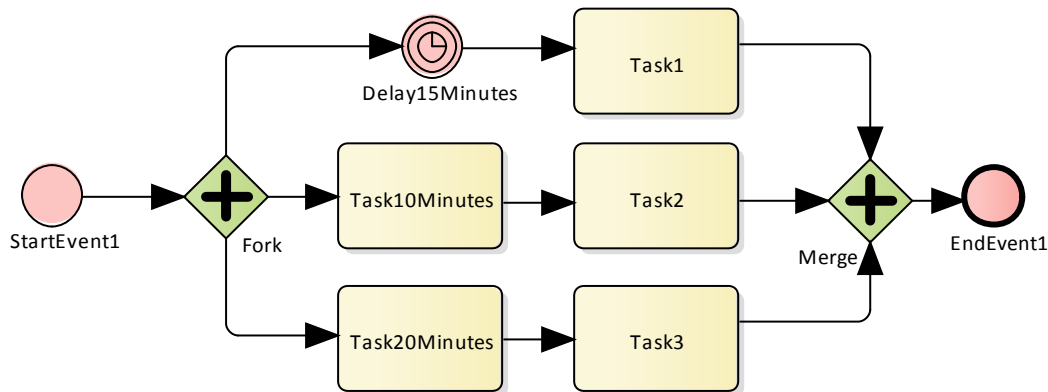 Task1
Delay15Minutes
Task10Minutes
Task2
StartEvent1
Fork
Merge
EndEvent1
Task20Minutes
Task3